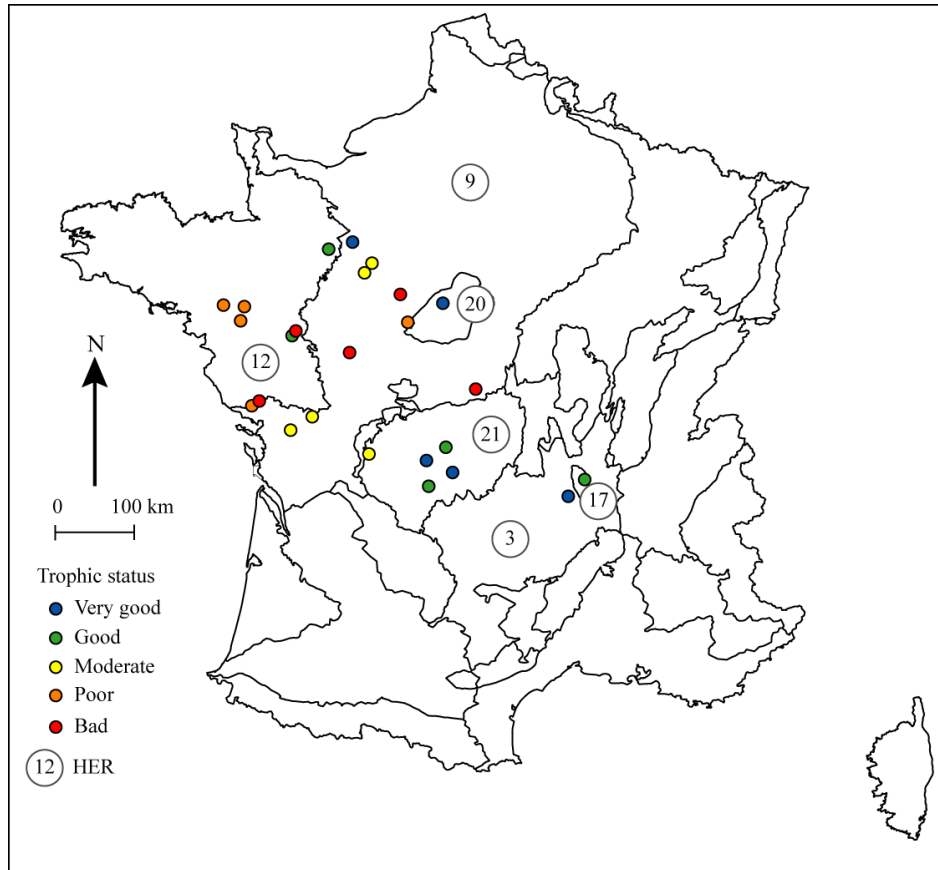 9
20
12
N
21
17
3
0 100 km
Trophic status
Very good
Good
Moderate
Poor
Bad
12 HER